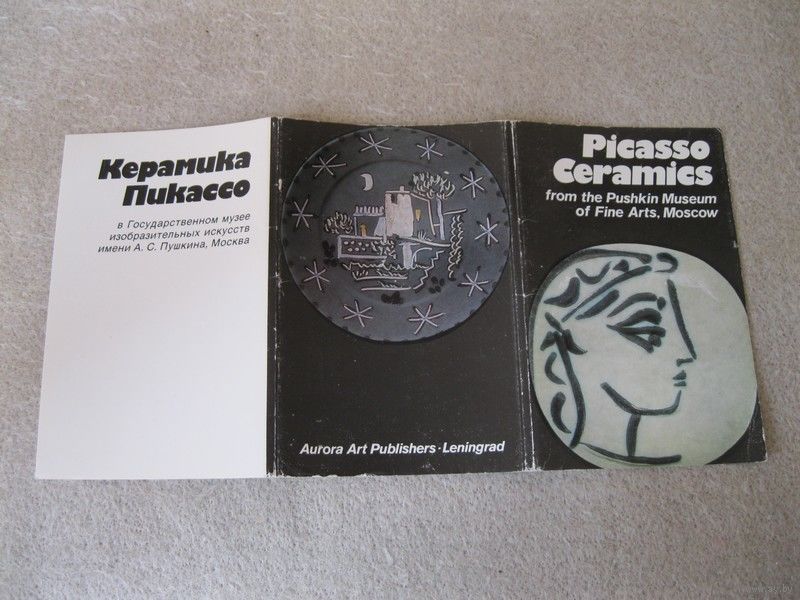 Керамика
Пикассо
в Государственном музее
изобразительных искусств
имени А. С. Пушкина, Москва
Aurora Art Publishers · Leningrad
Picasso
Ceramics
from the Pushkin Museum
of Fine Arts, Moscow